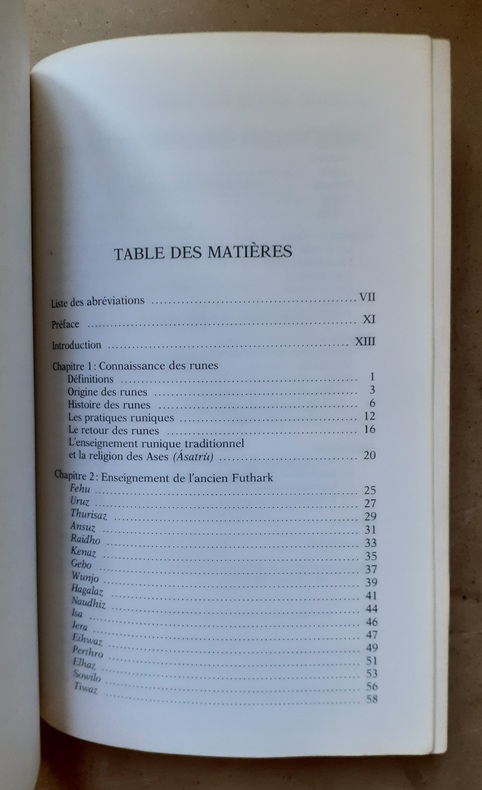 TABLE DES MATIÈRES
Liste des abréviations ... VII
Préface ... XI
Introduction ... XIII
Chapitre 1 : Connaissance des runes
Définitions ... 1
Origine des runes ... 3
Histoire des runes ... 6
Les pratiques runiques ... 12
Le retour des runes ... 16
L'enseignement runique traditionnel
et la religion des Ases (Àsatrù) ... 20
Chapitre 2 : Enseignement de l'ancien Futhark
Fehu ... 25
Uruz ... 27
Thurisaz ... 29
Ansuz ... 31
Raidho ... 33
Kenaz ... 35
Gebo ... 37
Wunjo ... 39
Hagalaz ... 41
Naudhiz ... 44
Isa ... 46
Jera ... 47
Eihwaz ... 49
Perthro ... 51
Elhaz ... 53
Sowilo ... 56
Tiwaz ... 58